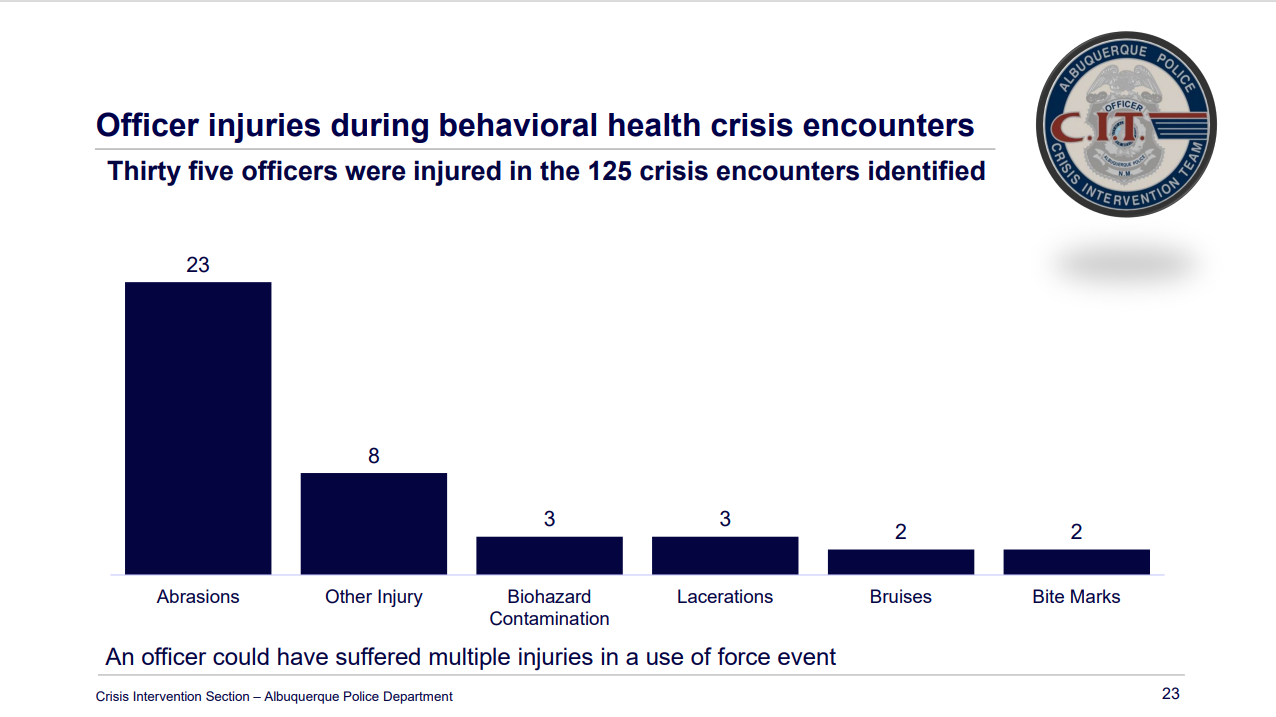 Officer injuries during behavioral health crisis encounters
Thirty five officers were injured in the 125 crisis encounters identified
ALBUQUERQUE POLICE
OFFICER
C.I.T.
ALBUQUERQUE POLICE
N.M.
CRISIS INTERVENTION TEAM
23
8
3
3
2
2
Abrasions
Other Injury
Biohazard
Contamination
Lacerations
Bruises
Bite Marks
An officer could have suffered multiple injuries in a use of force event
Crisis Intervention Section – Albuquerque Police Department
23